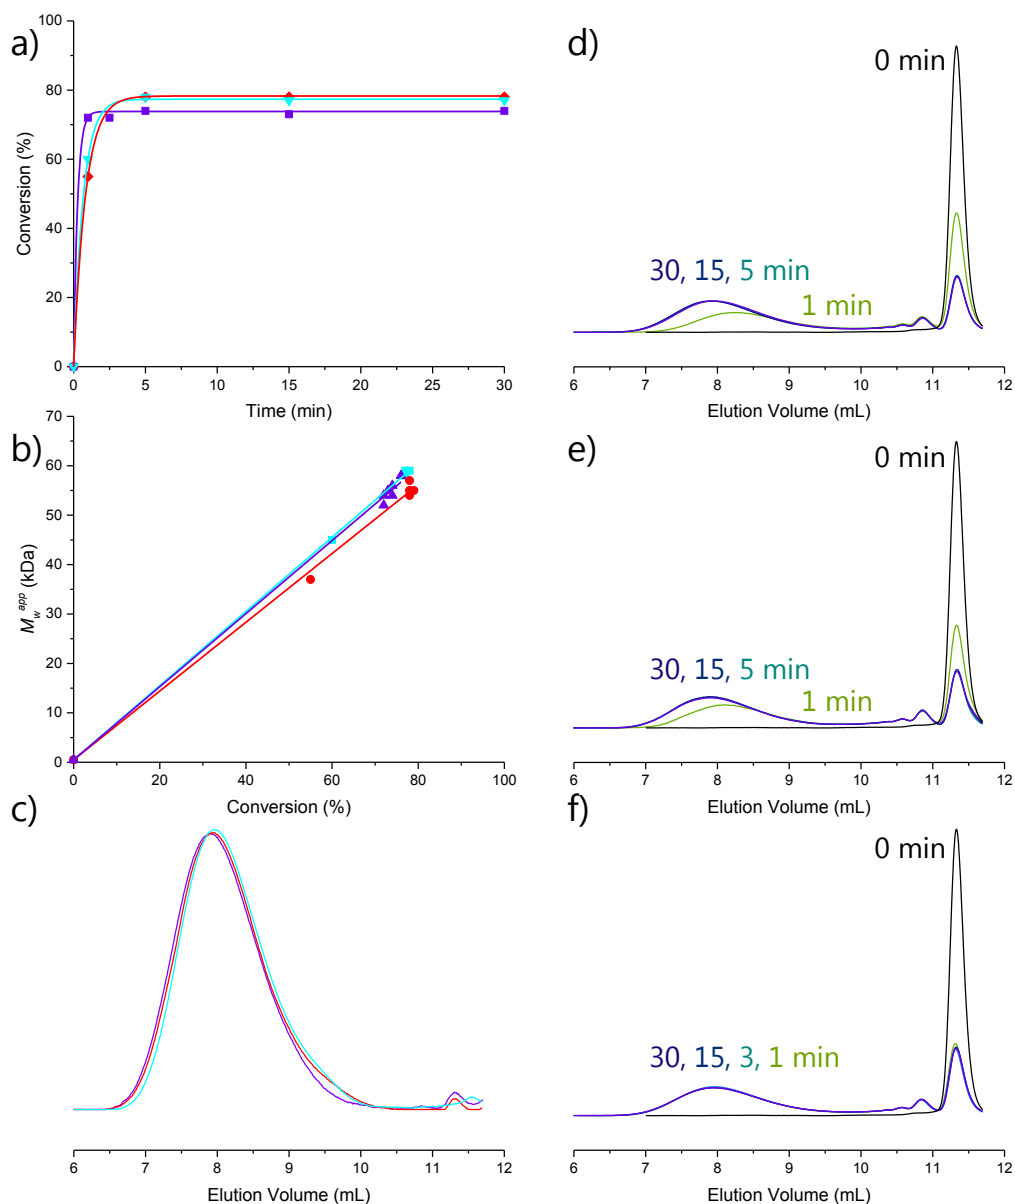 a)
100
80
60
40
20
0
Conversion (%)
0 5 10 15 20 25 30
Time (min)
b)
70
60
50
40
30
20
10
0
M_w^app (kDa)
0 20 40 60 80 100
Conversion (%)
c)
6 7 8 9 10 11 12
Elution Volume (mL)
d)
0 min
30, 15, 5 min
1 min
6 7 8 9 10 11 12
Elution Volume (mL)
e)
0 min
30, 15, 5 min
1 min
6 7 8 9 10 11 12
Elution Volume (mL)
f)
0 min
30, 15, 3, 1 min
6 7 8 9 10 11 12
Elution Volume (mL)